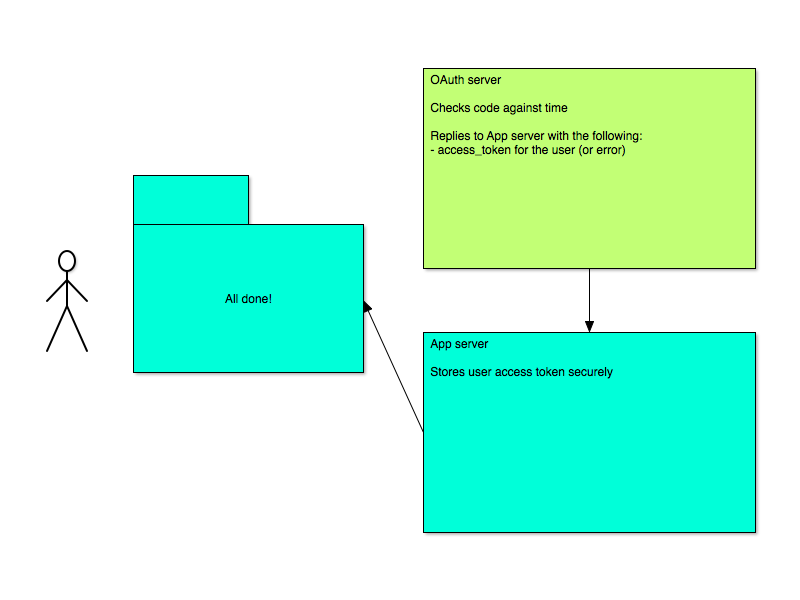 OAuth server
Checks code against time
Replies to App server with the following:
- access_token for the user (or error)
All done!
App server
Stores user access token securely